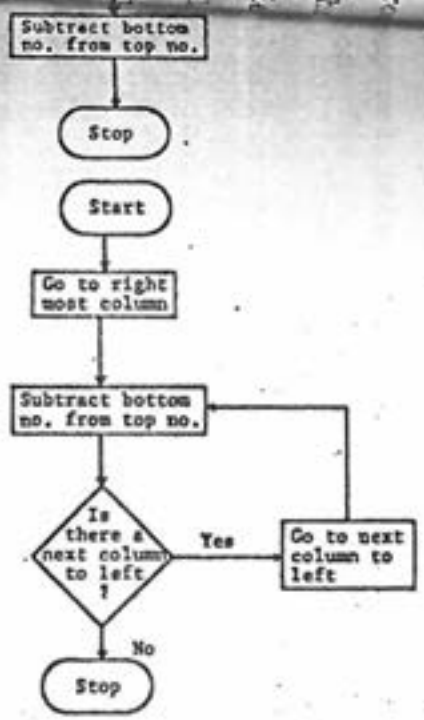 Subtract bottom
no. from top no.
Stop
Start
Go to right
most column
Subtract bottom
no. from top no.
Is
there a
next column
to left
?
Yes
Go to next
column to
left
No
Stop